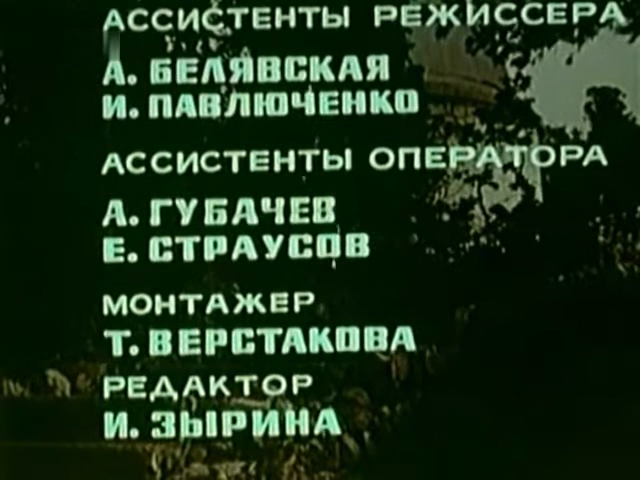 АССИСТЕНТЫ РЕЖИССЕРА
А. БЕЛЯВСКАЯ
И. ПАВЛЮЧЕНКО
АССИСТЕНТЫ ОПЕРАТОРА
А. ГУБАЧЕВ
Е. СТРАУСОВ
МОНТАЖЕР
Т. ВЕРСТАКОВА
РЕДАКТОР
И. ЗЫРИНА